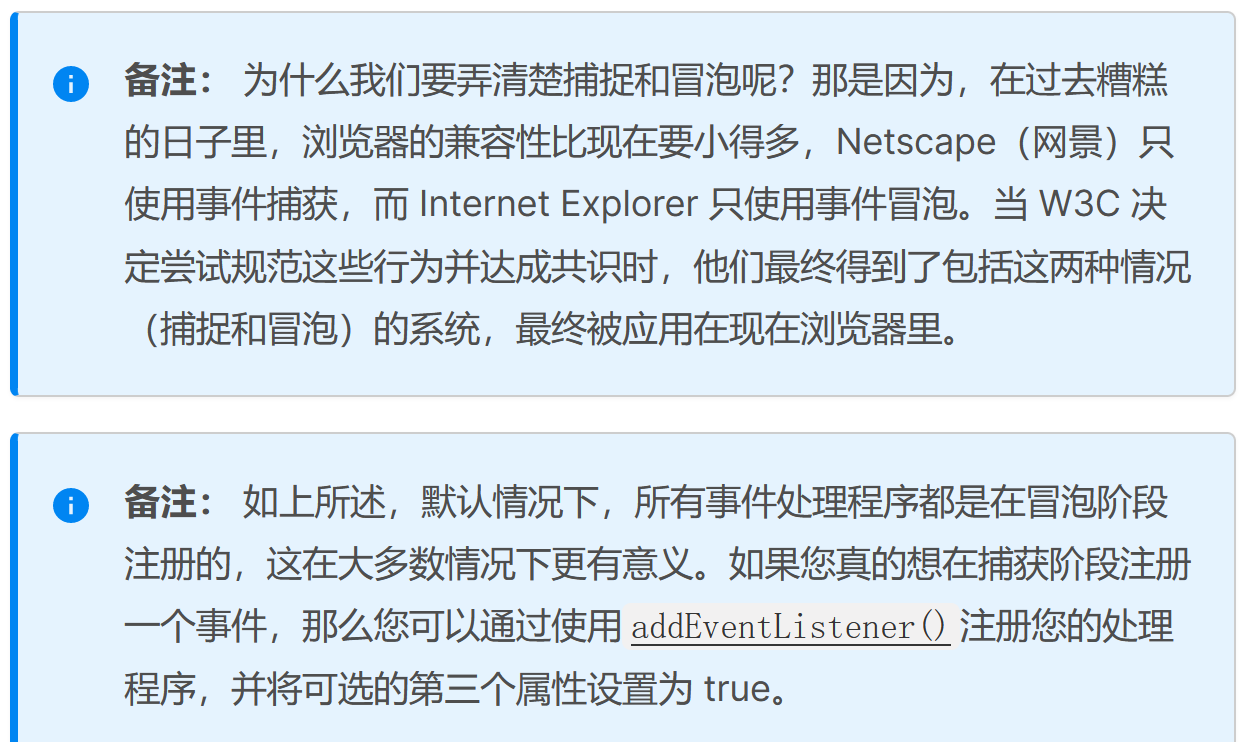 备注： 为什么我们要弄清楚捕捉和冒泡呢？那是因为，在过去糟糕
的日子里，浏览器的兼容性比现在要小得多，Netscape（网景）只
使用事件捕获，而 Internet Explorer 只使用事件冒泡。当 W3C 决
定尝试规范这些行为并达成共识时，他们最终得到了包括这两种情况
（捕捉和冒泡）的系统，最终被应用在现在浏览器里。
备注： 如上所述，默认情况下，所有事件处理程序都是在冒泡阶段
注册的，这在大多数情况下更有意义。如果您真的想在捕获阶段注册
一个事件，那么您可以通过使用 addEventListener() 注册您的处理
程序，并将可选的第三个属性设置为 true。